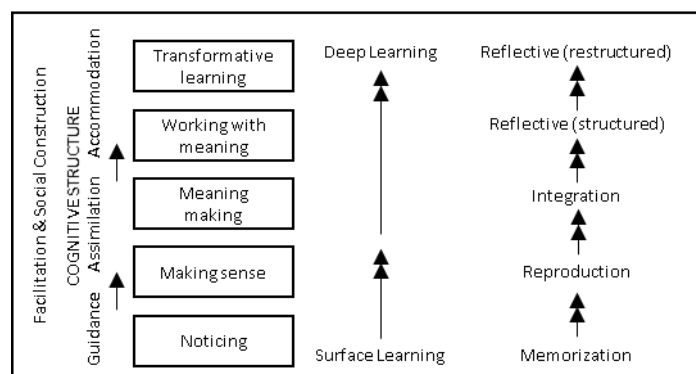 Facilitation & Social Construction
COGNITIVE STRUCTURE
Guidance Assimilation Accommodation
Transformative
learning
Working with
meaning
Meaning
making
Making sense
Noticing
Deep Learning
Surface Learning
Reflective (restructured)
Reflective (structured)
Integration
Reproduction
Memorization